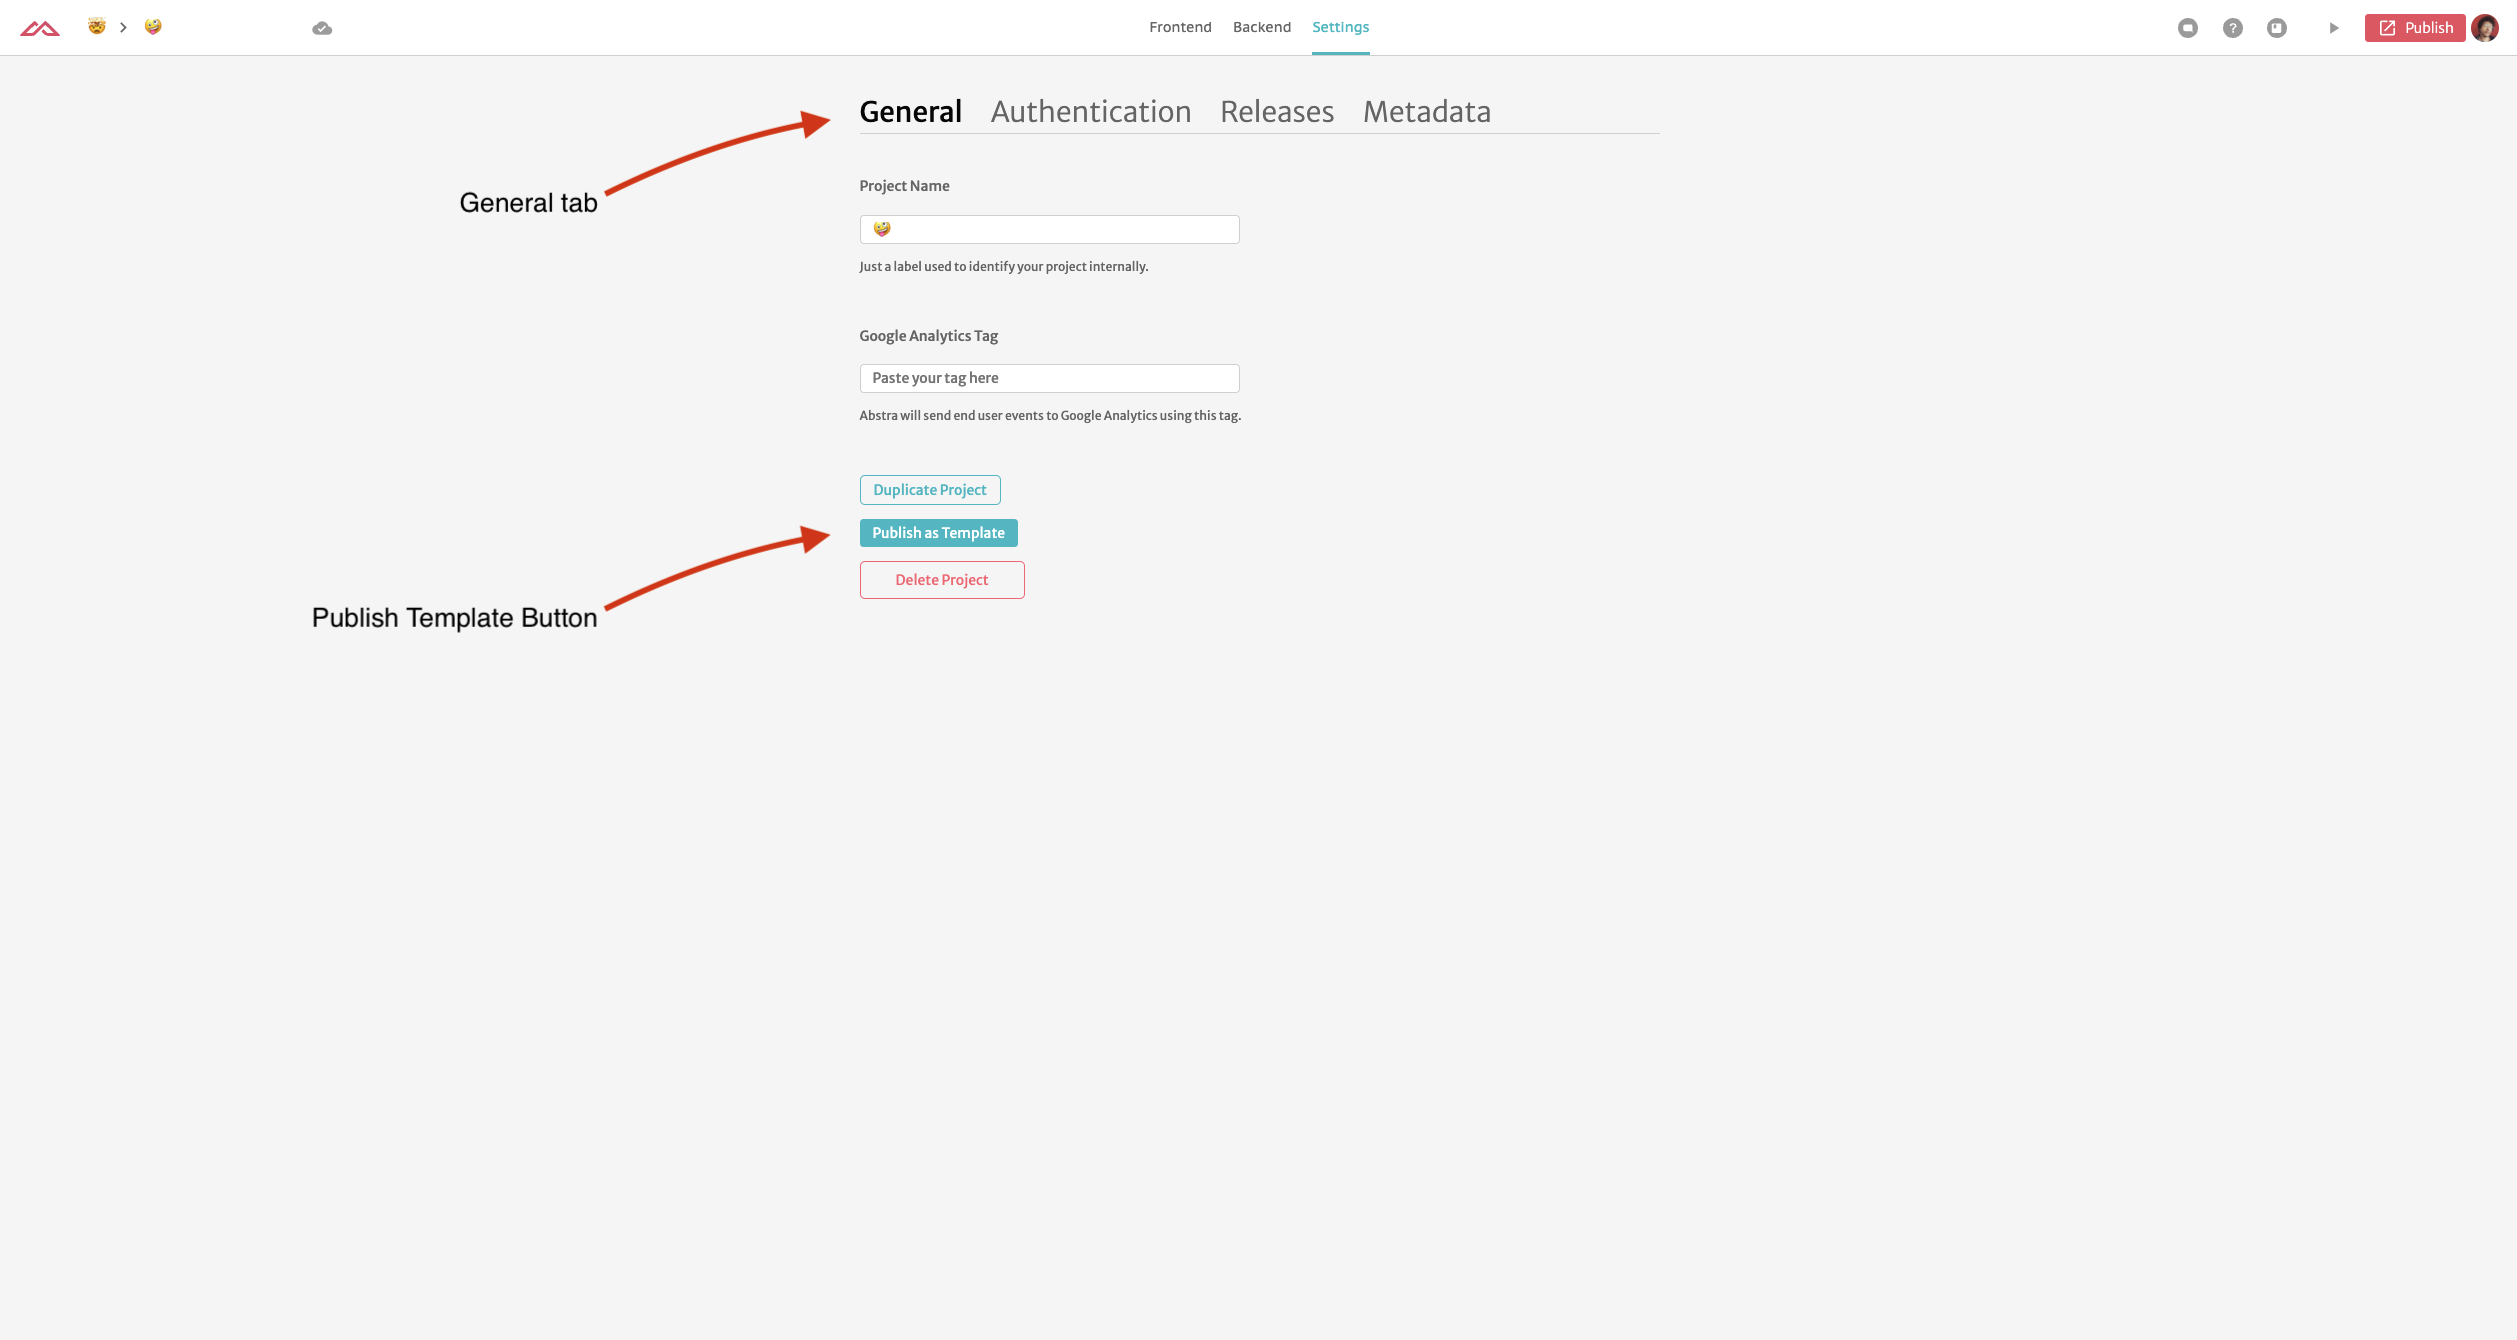 Frontend Backend Settings
? Publish
General Authentication Releases Metadata
General tab
Project Name
Just a label used to identify your project internally.
Google Analytics Tag
Paste your tag here
Abstra will send end user events to Google Analytics using this tag.
Duplicate Project
Publish as Template
Delete Project
Publish Template Button